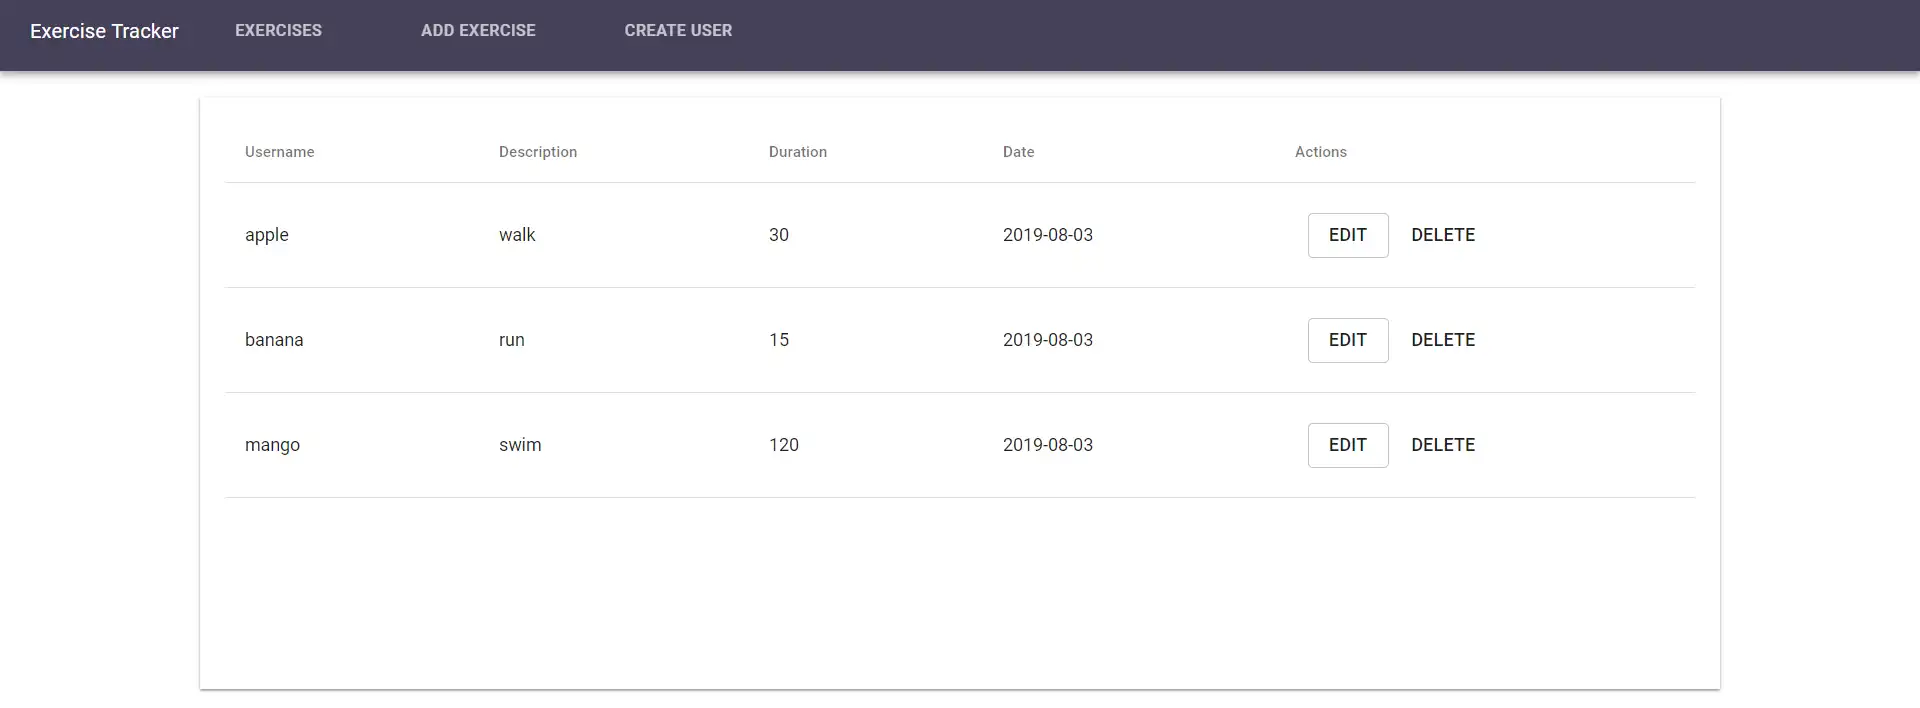 Exercise Tracker EXERCISES ADD EXERCISE CREATE USER
Username Description Duration Date Actions
apple walk 30 2019-08-03 EDIT DELETE
banana run 15 2019-08-03 EDIT DELETE
mango swim 120 2019-08-03 EDIT DELETE